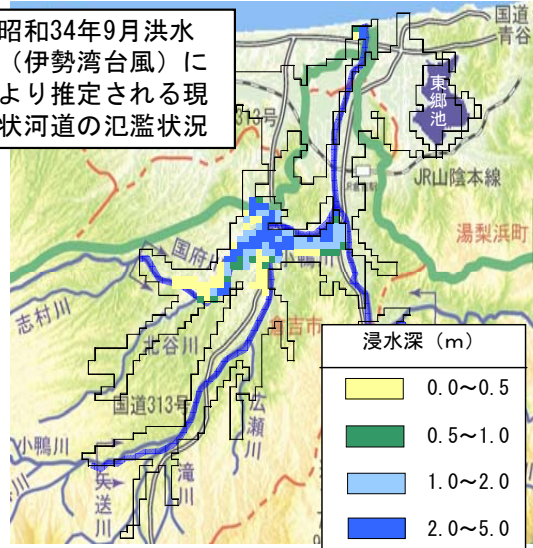 昭和34年9月洪水
（伊勢湾台風）に
より推定される現
状河道の氾濫状況
国道
青谷
東郷池
313号
JR山陰本線
湯梨浜町
国府
小鴨川
志村川
北谷川
倉吉市
国道313号
広瀬川
小鴨川
矢送川
滝川
浸水深（m）
0.0～0.5
0.5～1.0
1.0～2.0
2.0～5.0